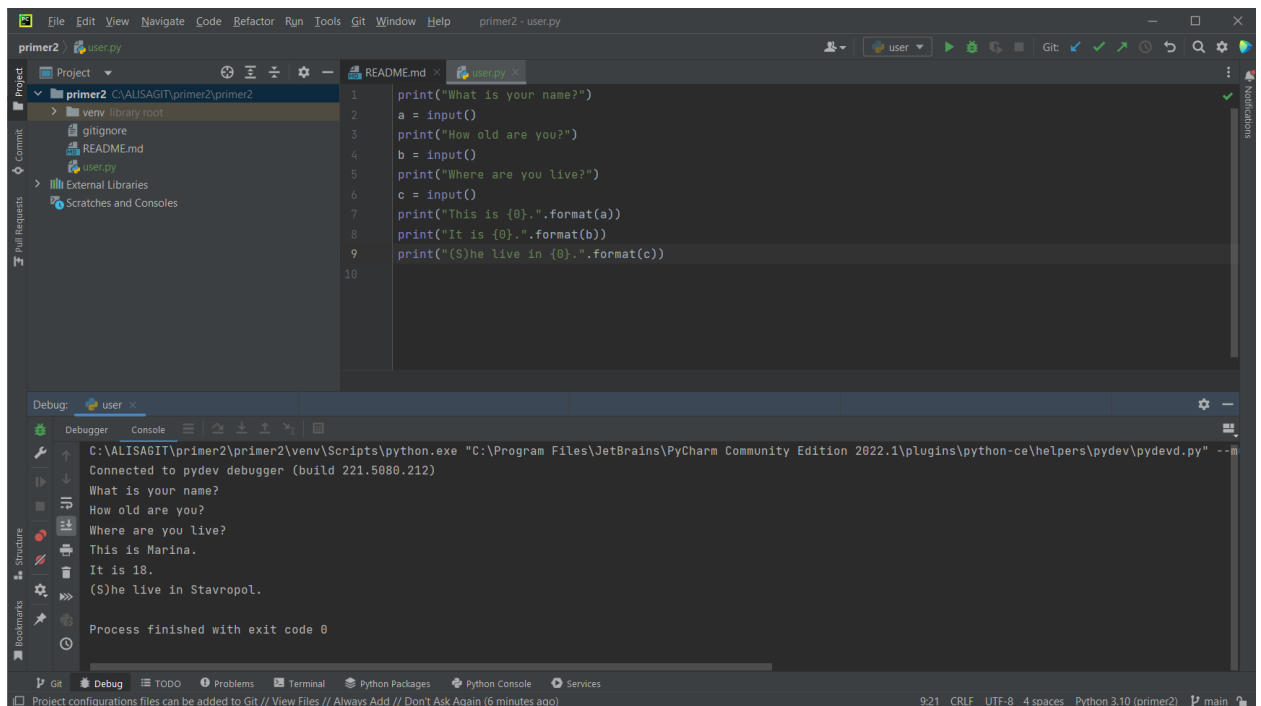 File Edit View Navigate Code Refactor Run Tools Git Window Help primer2 - user.py
primer2 user.py user Git:
Project
README.md user.py
primer2 C:\ALISAGIT\primer2\primer2
venv library root
gitignore
README.md
user.py
External Libraries
Scratches and Consoles
Project
Commit
Pull Requests
1 print("What is your name?")
2 a = input()
3 print("How old are you?")
4 b = input()
5 print("Where are you live?")
6 c = input()
7 print("This is {0}.".format(a))
8 print("It is {0}.".format(b))
9 print("(S)he live in {0}.".format(c))
10
Notifications
Debug: user
Debugger Console
C:\ALISAGIT\primer2\primer2\venv\Scripts\python.exe "C:\Program Files\JetBrains\PyCharm Community Edition 2022.1\plugins\python-ce\helpers\pydev\pydevd.py" --m
Connected to pydev debugger (build 221.5080.212)
What is your name?
How old are you?
Where are you live?
This is Marina.
It is 18.
(S)he live in Stavropol.
Process finished with exit code 0
Structure
Bookmarks
Git Debug TODO Problems Terminal Python Packages Python Console Services
Project configurations files can be added to Git // View Files // Always Add // Don't Ask Again (6 minutes ago) 9:21 CRLF UTF-8 4 spaces Python 3.10 (primer2) main